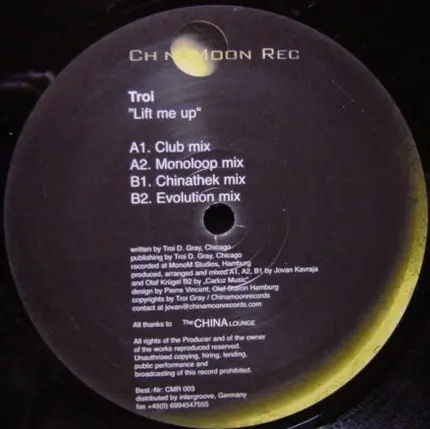 Ch naMoon Rec
Troi
"Lift me up"
A1. Club mix
A2. Monoloop mix
B1. Chinathek mix
B2. Evolution mix
written by Troi D. Gray, Chicago
publishing by Troi D. Gray, Chicago
recorded at MonoM Studios, Hamburg
produced, arranged and mixed A1, A2, B1 by Jovan Kavraja
and Olaf Krügel B2 by „Carloz Music"
design by Pierre Vincent, Hamburg
copyrights by Troi Gray / Chinamoonrecords
contact at jovan@chinamoonrecords.com
All thanks to The CHINA LOUNGE
All rights of the Producer and of the owner
of the works reproduced reserved.
Unauthrised copying, hiring, lending,
public performance and
broadcasting of this record prohibited.
Best.-Nr: CMR 003
distributed by intergroove, Germany
fax +49(0) 6994547555